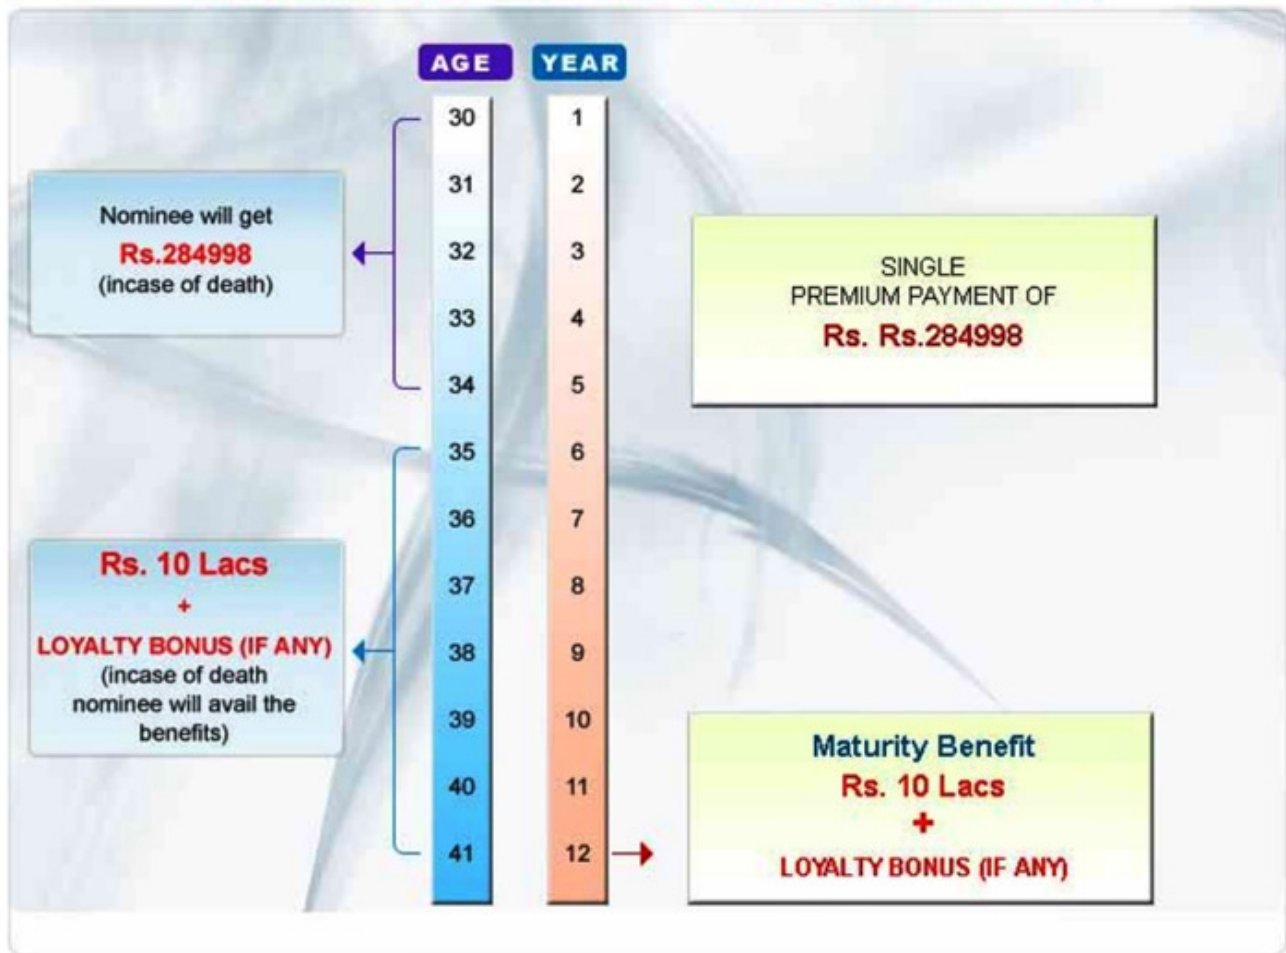 AGE YEAR
30 1
31 2
32 3
33 4
34 5
35 6
36 7
37 8
38 9
39 10
40 11
41 12
Nominee will get
Rs.284998
(incase of death)
SINGLE
PREMIUM PAYMENT OF
Rs. Rs.284998
Rs. 10 Lacs
+
LOYALTY BONUS (IF ANY)
(incase of death
nominee will avail the
benefits)
Maturity Benefit
Rs. 10 Lacs
+
LOYALTY BONUS (IF ANY)